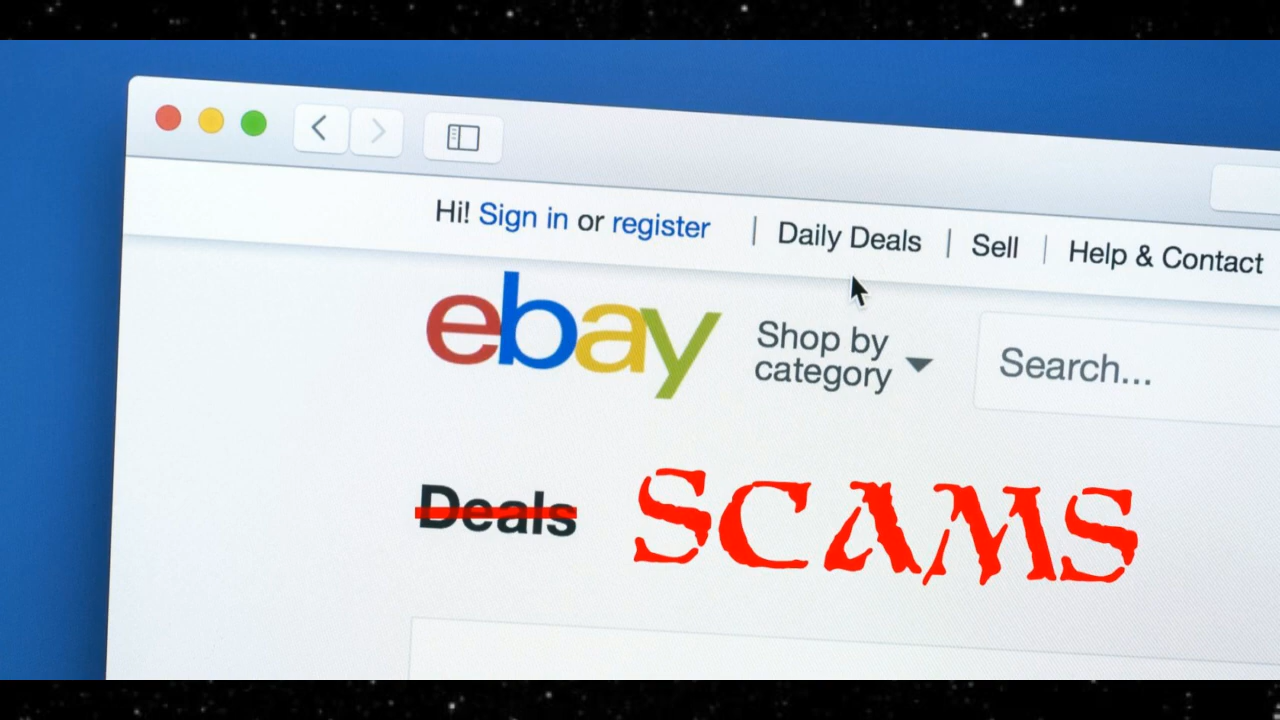 Hi! Sign in or register | Daily Deals | Sell | Help & Contact
ebay
Shop by
category
Search...
Deals SCAMS